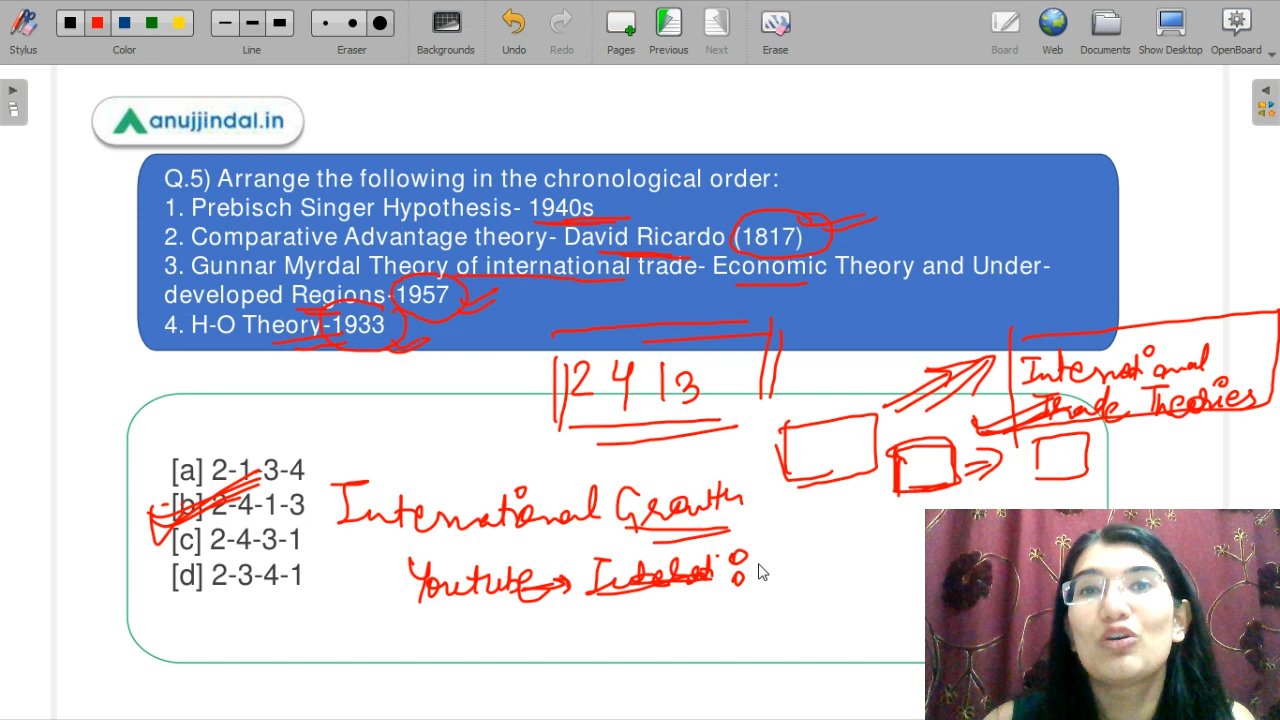 Stylus
Color
Line
Eraser
Backgrounds
Undo
Redo
Pages
Previous
Next
Erase
Board
Web
Documents
Show Desktop
OpenBoard
anujjindal.in
Q.5) Arrange the following in the chronological order:
1. Prebisch Singer Hypothesis- 1940s
2. Comparative Advantage theory- David Ricardo (1817)
3. Gunnar Myrdal Theory of international trade- Economic Theory and Under-
developed Regions-1957
4. H-O Theory-1933
2 4 1 3
International
Trade Theories
[a] 2-1-3-4
[b] 2-4-1-3
[c] 2-4-3-1
[d] 2-3-4-1
International Growth
Youtube